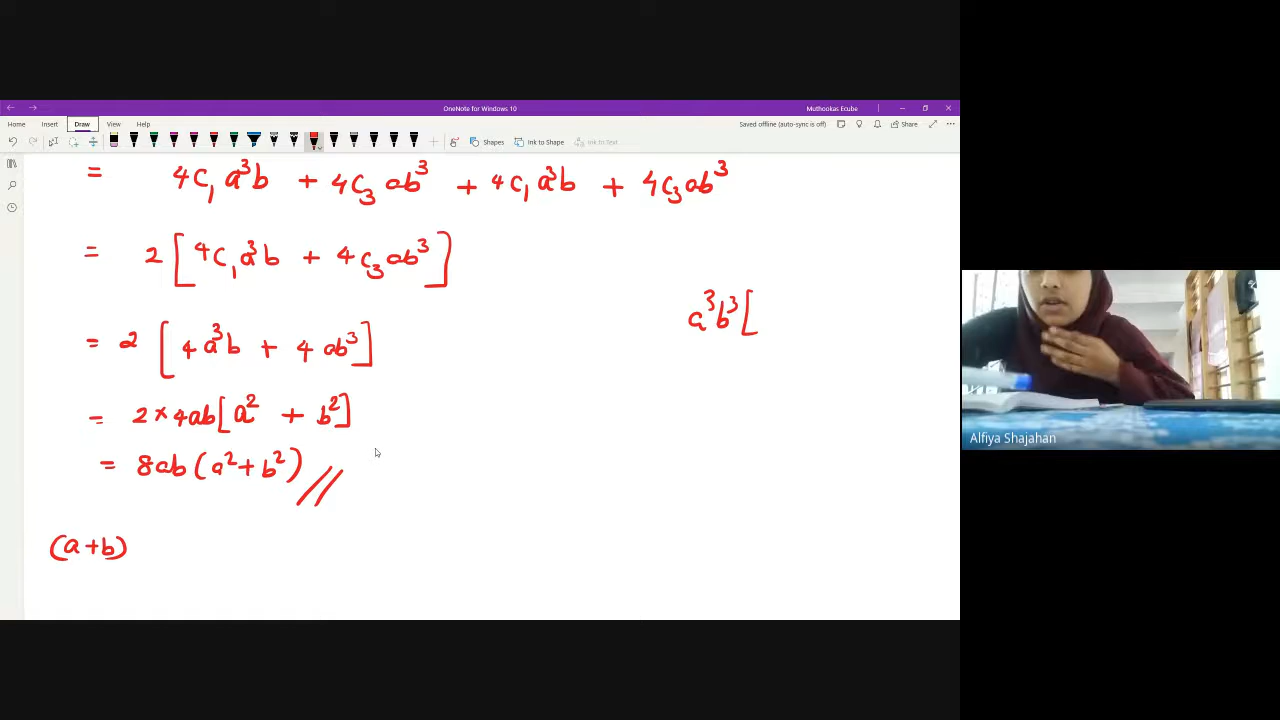 OneNote for Windows 10
Muthookas Ecube
Home Insert Draw View Help
Saved offline (auto-sync is off) Share
Shapes Ink to Shape Ink to Text
= 4C₁ a³b + 4C₃ ab³ + 4C₁ a³b + 4C₃ ab³
= 2 [4C₁ a³b + 4C₃ ab³]
a³b³[
= 2 [4a³b + 4ab³]
= 2×4ab[a² + b²]
= 8ab(a²+b²)//
(a+b)
Alfiya Shajahan